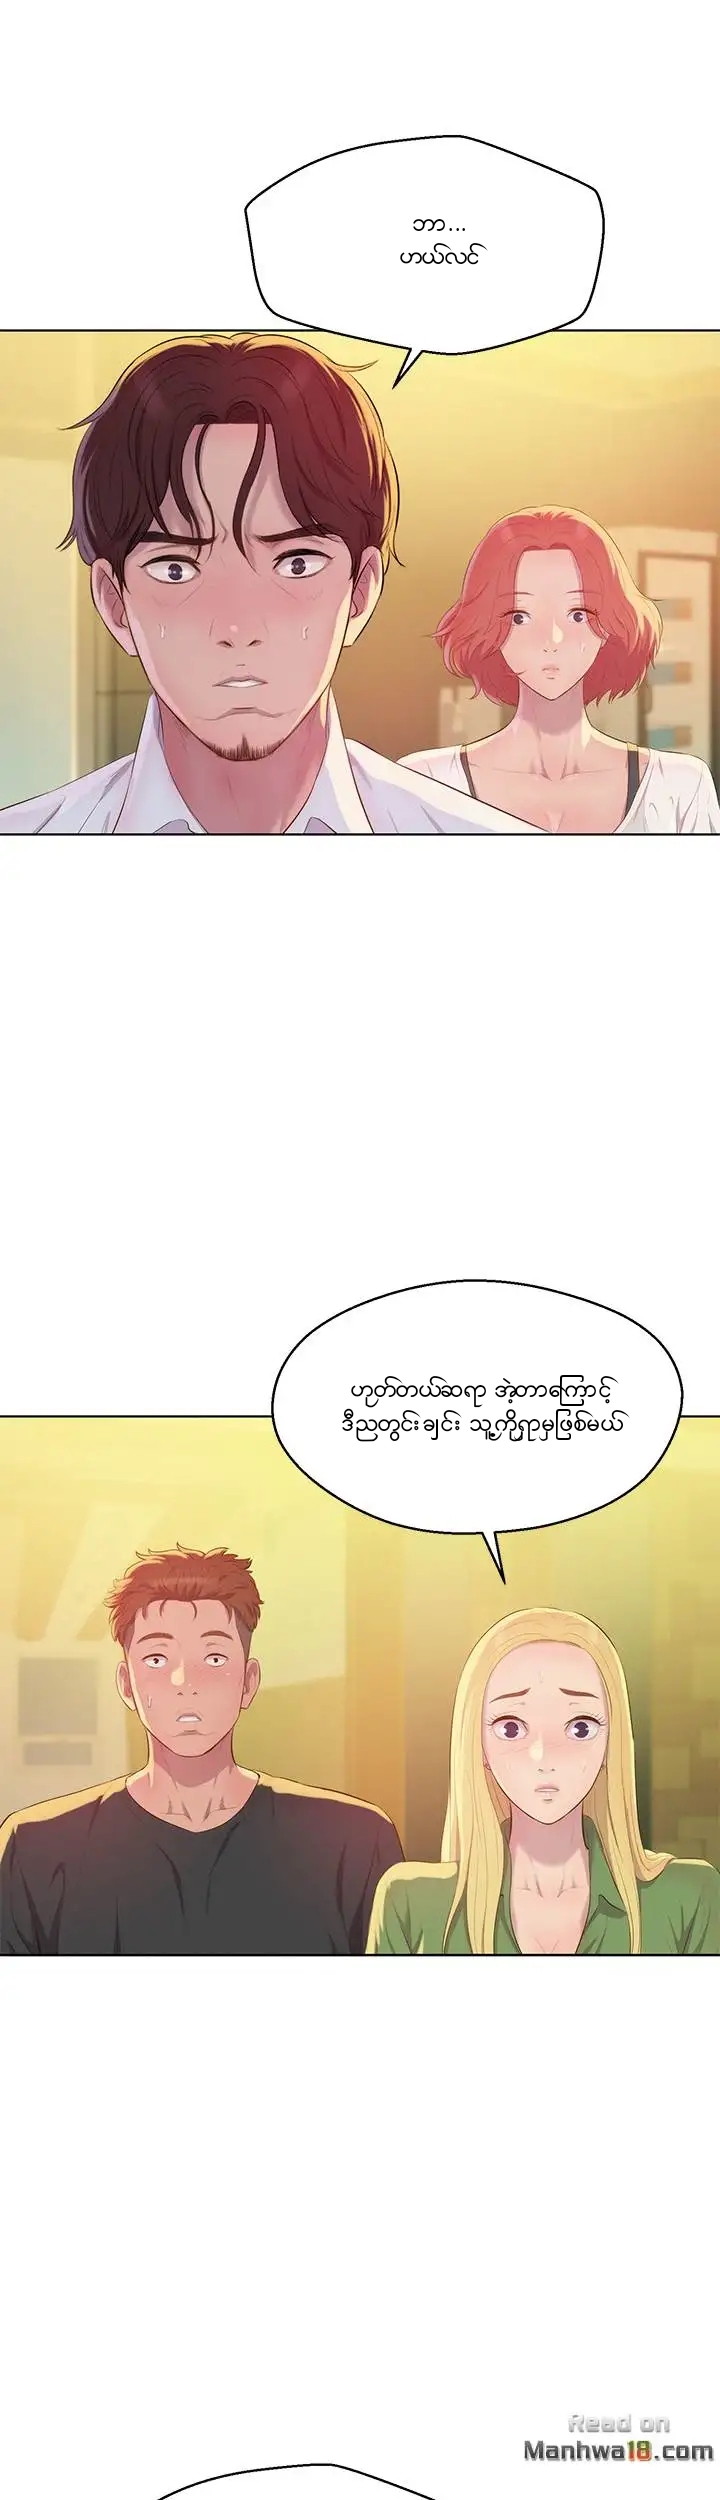 ဘာ...
ဟယ်လင်
ဟုတ်တယ်ဆရာ အဲ့တာကြောင့်
ဒီညတွင်းချင်း သူ့ကိုရှာမှဖြစ်မယ်
Read on
Manhwa18.com